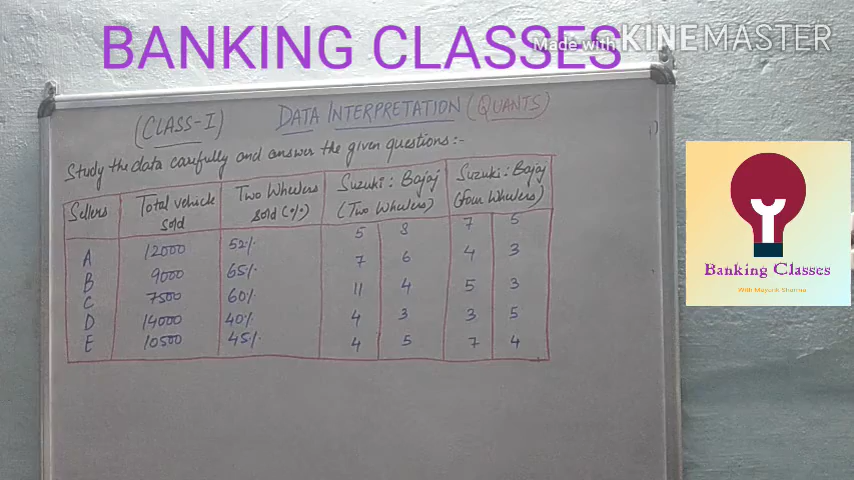 BANKING CLASSES
Made with KINEMASTER
(CLASS-I) DATA INTERPRETATION (QUANTS)
Study the data carefully and answer the given questions:-
Sellers | Total vehicle sold | Two Wheelers sold (%) | Suzuki : Bajaj (Two Wheelers) | Suzuki : Bajaj (Four Wheelers)
A 12000 52% 5 8 7 5
B 9000 65% 7 6 4 3
C 7500 60% 11 4 5 3
D 14000 40% 4 3 3 5
E 10500 45% 4 5 7 4
Banking Classes
With Mayank Sharma